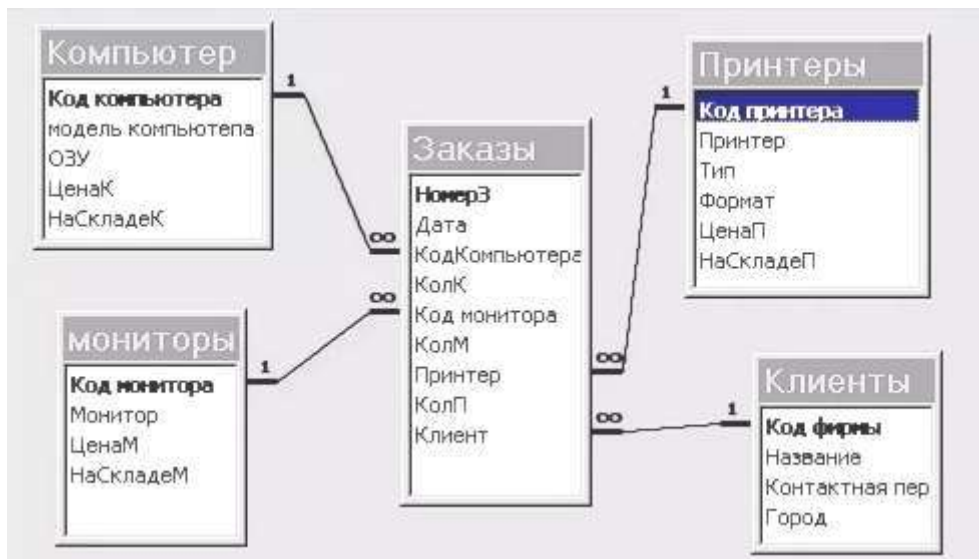 Компьютер
Код компьютера
модель компьютепа
ОЗУ
ЦенаК
НаСкладеК
1
∞
мониторы
Код монитора
Монитор
ЦенаМ
НаСкладеМ
1
∞
Заказы
НомерЗ
Дата
КодКомпьютера
КолК
Код монитора
КолМ
Принтер
КолП
Клиент
Принтеры
Код принтера
Принтер
Тип
Формат
ЦенаП
НаСкладеП
1
∞
Клиенты
Код фирмы
Название
Контактная пер
Город
1
∞